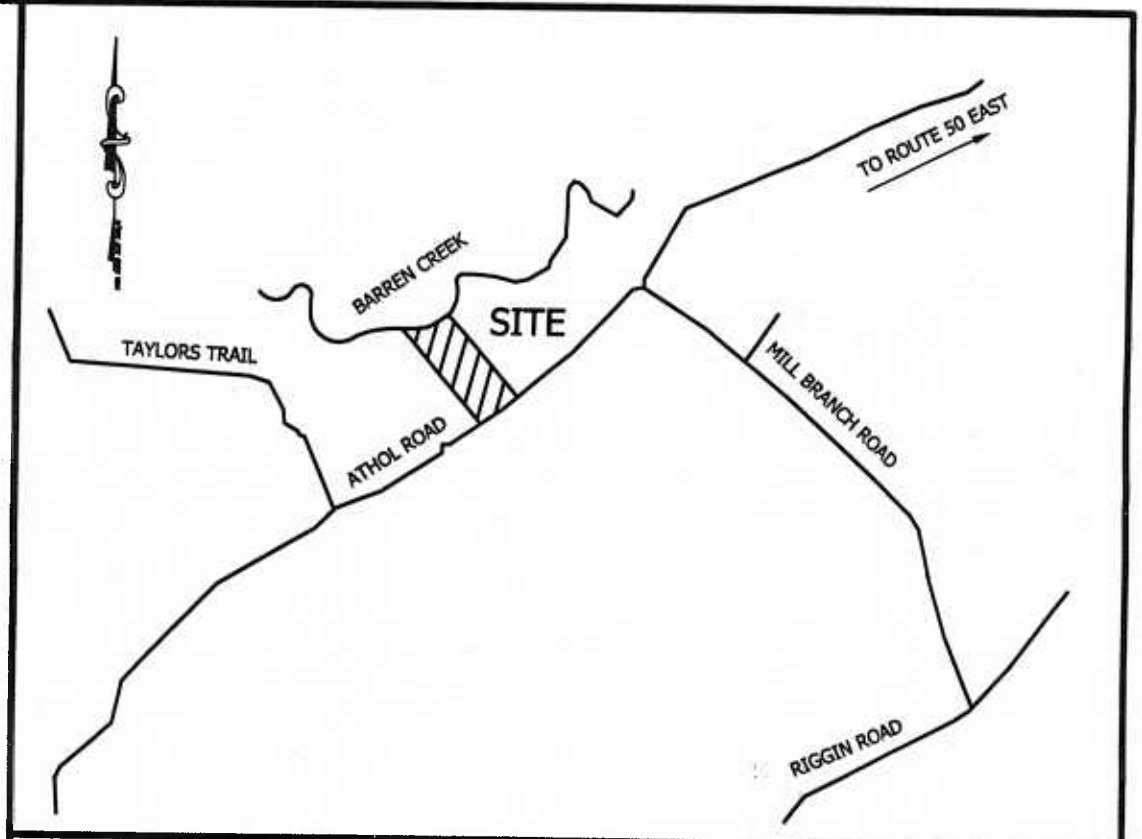 TO ROUTE 50 EAST
BARREN CREEK
SITE
TAYLORS TRAIL
MILL BRANCH ROAD
ATHOL ROAD
RIGGIN ROAD